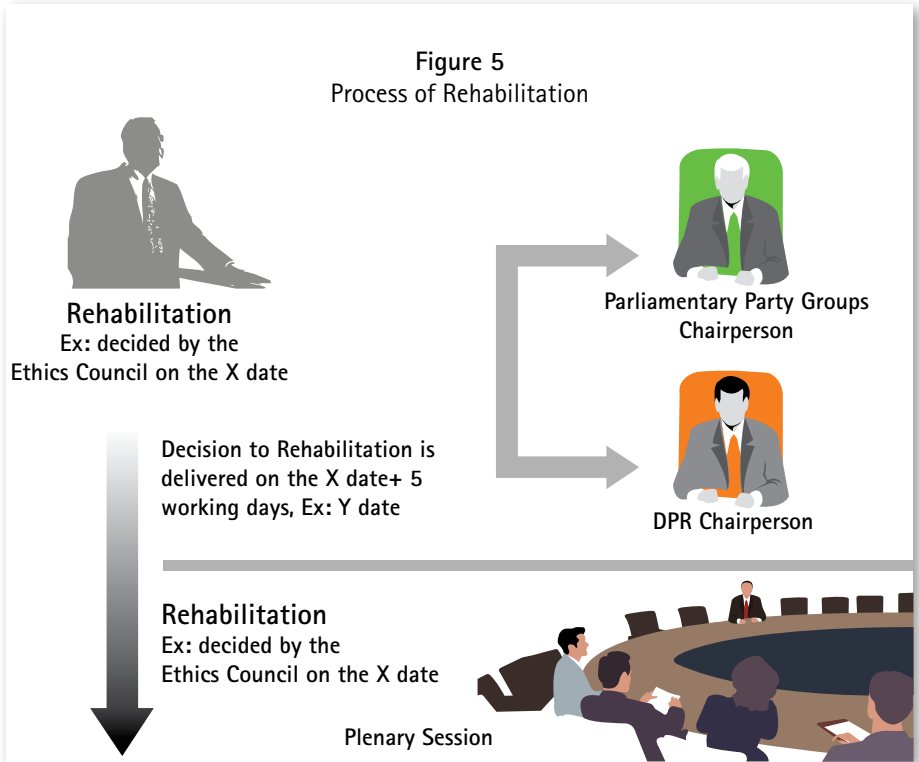 Figure 5
Process of Rehabilitation
Rehabilitation
Ex: decided by the
Ethics Council on the X date
Parliamentary Party Groups
Chairperson
DPR Chairperson
Decision to Rehabilitation is
delivered on the X date+ 5
working days, Ex: Y date
Rehabilitation
Ex: decided by the
Ethics Council on the X date
Plenary Session